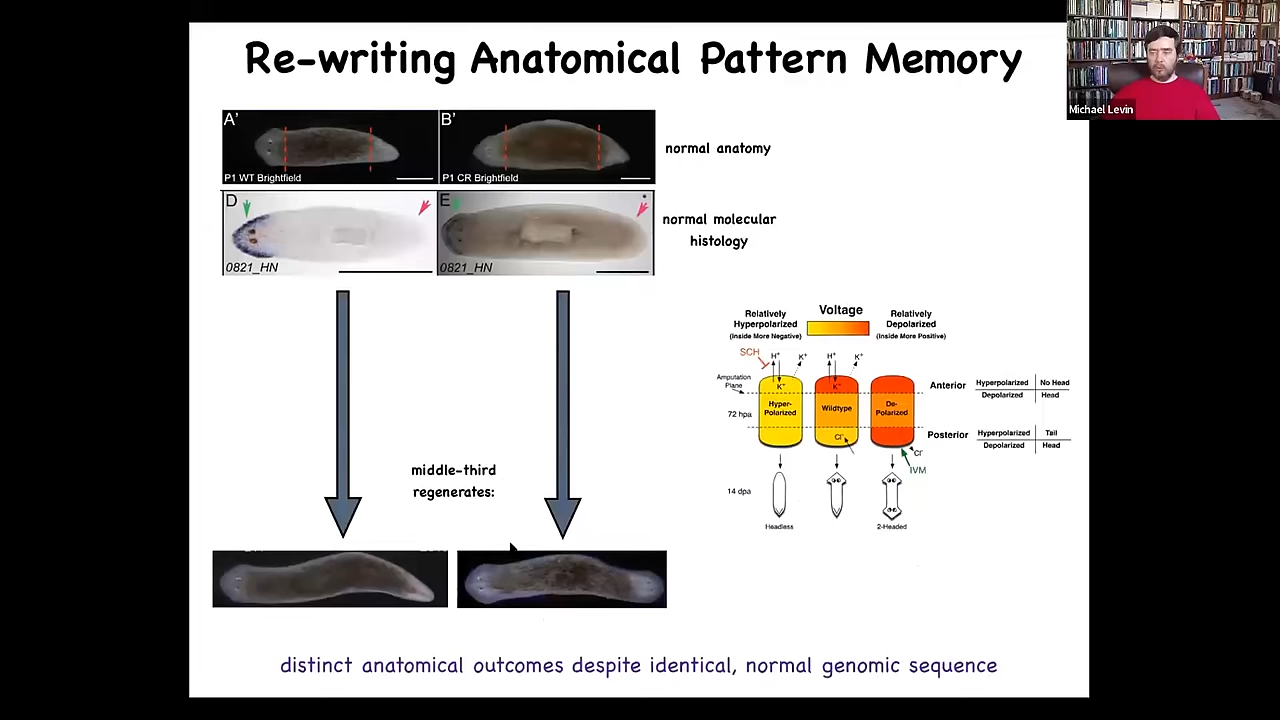 Re-writing Anatomical Pattern Memory
Michael Levin
A'
B'
P1 WT Brightfield
P1 CR Brightfield
normal anatomy
D
E
0821_HN
0821_HN
normal molecular
histology
middle-third
regenerates:
Relatively
Hyperpolarized
(Inside More Negative)
Voltage
Relatively
Depolarized
(Inside More Positive)
SCH
H+
K+
H+
K+
Amputation
Plane
K+
K+
72 hpa
Hyper-
Polarized
Wildtype
De-
Polarized
Cl-
Cl-
IVM
Anterior
Hyperpolarized No Head
Depolarized Head
Posterior
Hyperpolarized Tail
Depolarized Head
14 dpa
Headless
2-Headed
distinct anatomical outcomes despite identical, normal genomic sequence